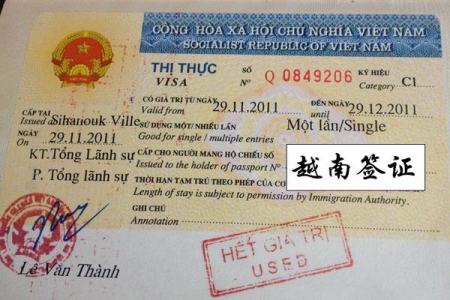 CỘNG HÒA XÃ HỘI CHỦ NGHĨA VIỆT NAM
SOCIALIST REPUBLIC OF VIET NAM
THỊ THỰC
VISA
SỐ
Nº Q 0849206
KÝ HIỆU
Category C1
CÓ GIÁ TRỊ TỪ NGÀY
Valid from 29.11.2011
ĐẾN NGÀY
until 29.12.2011
CẤP TẠI
Issued at Sihanouk Ville
SỬ DỤNG MỘT/ NHIỀU LẦN
Good for single / multiple entries
Một lần/Single
NGÀY
On 29.11.2011
CẤP CHO NGƯỜI MANG HỘ CHIẾU SỐ
Issued to the holder of passport Nº
越南签证
KT.Tổng Lãnh sự
P. Tổng lãnh sự
THỜI HẠN TẠM TRÚ THEO PHÉP CỦA CƠ
Length of stay is subject to permission by Immigration Authority.
GHI CHÚ
Annotation
HẾT GIÁ TRỊ
USED
Lê Văn Thành